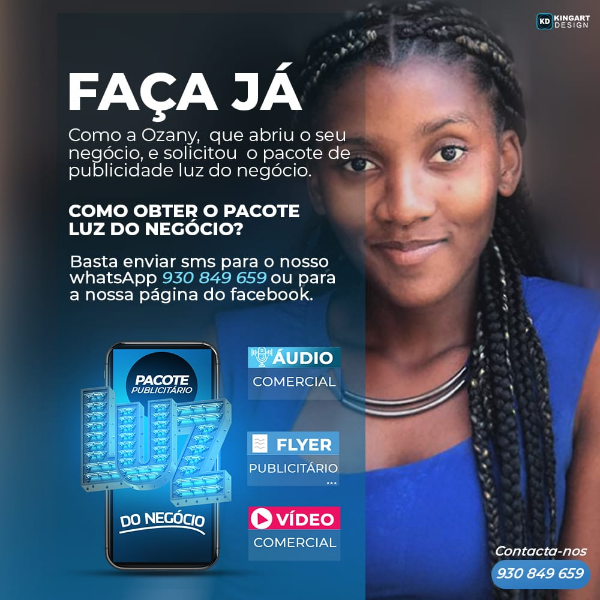 KD KINGART
DESIGN
FAÇA JÁ
Como a Ozany, que abriu o seu
negócio, e solicitou o pacote de
publicidade luz do negócio.
COMO OBTER O PACOTE
LUZ DO NEGÓCIO?
Basta enviar sms para o nosso
whatsApp 930 849 659 ou para
a nossa página do facebook.
PACOTE
PUBLICITÁRIO
LUZ
DO NEGÓCIO
ÁUDIO
COMERCIAL
FLYER
PUBLICITÁRIO
...
VÍDEO
COMERCIAL
Contacta-nos
930 849 659